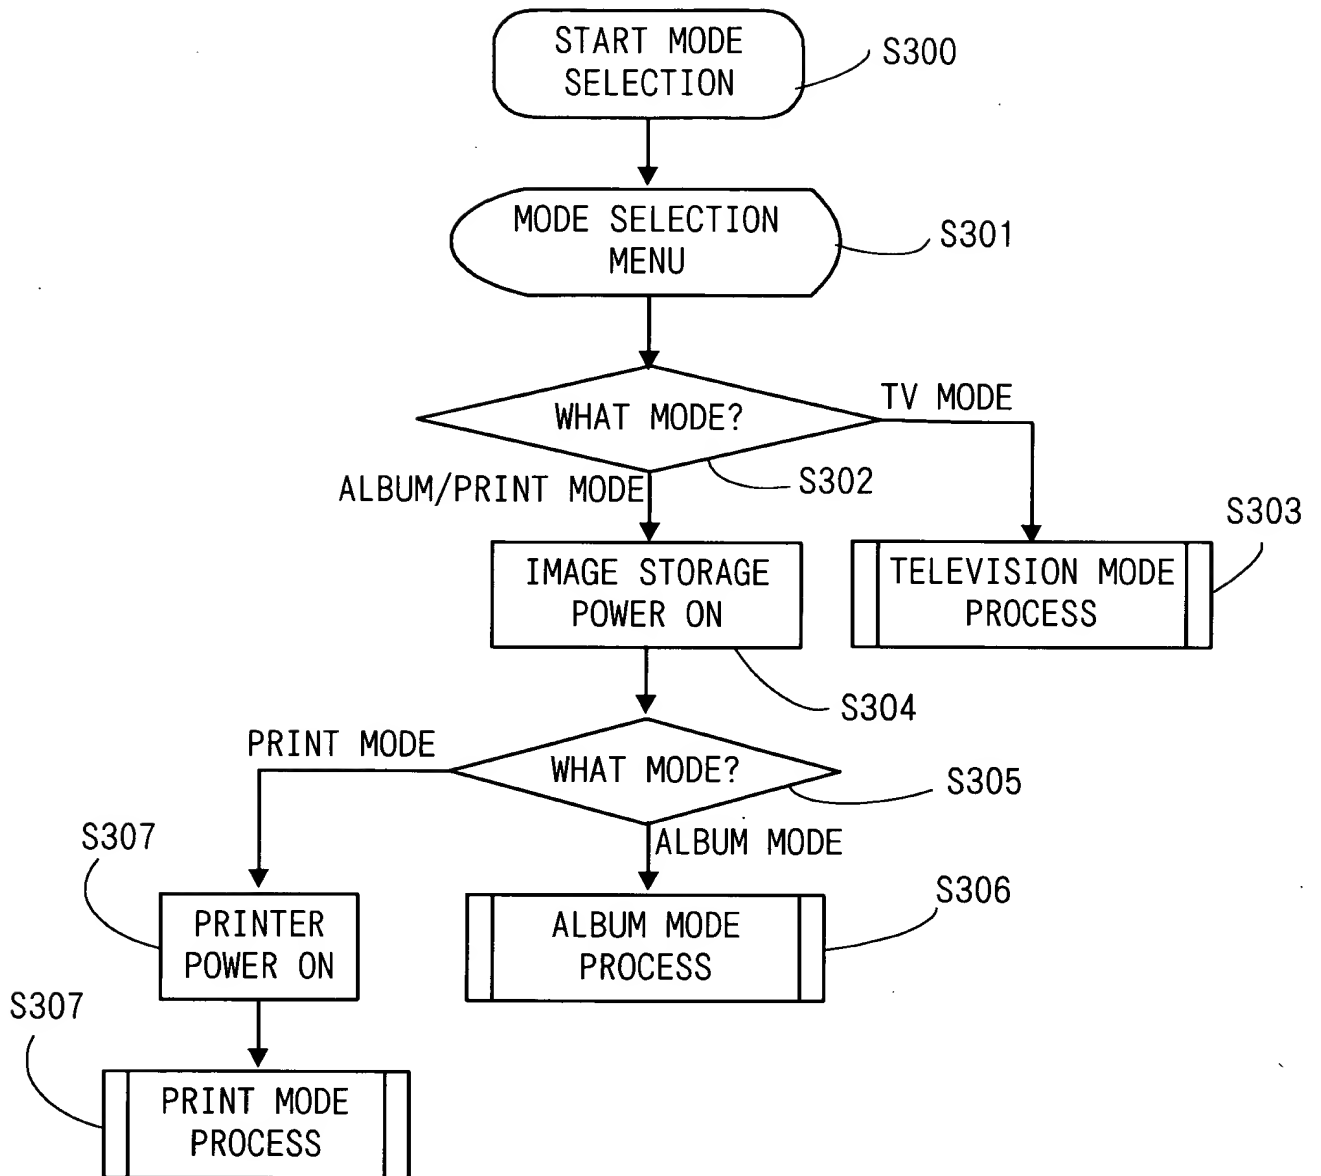 START MODE
SELECTION
S300
MODE SELECTION
MENU
S301
WHAT MODE?
TV MODE
S302
ALBUM/PRINT MODE
S303
IMAGE STORAGE
POWER ON
TELEVISION MODE
PROCESS
S304
PRINT MODE
WHAT MODE?
S305
ALBUM MODE
S307
PRINTER
POWER ON
ALBUM MODE
PROCESS
S306
S307
PRINT MODE
PROCESS